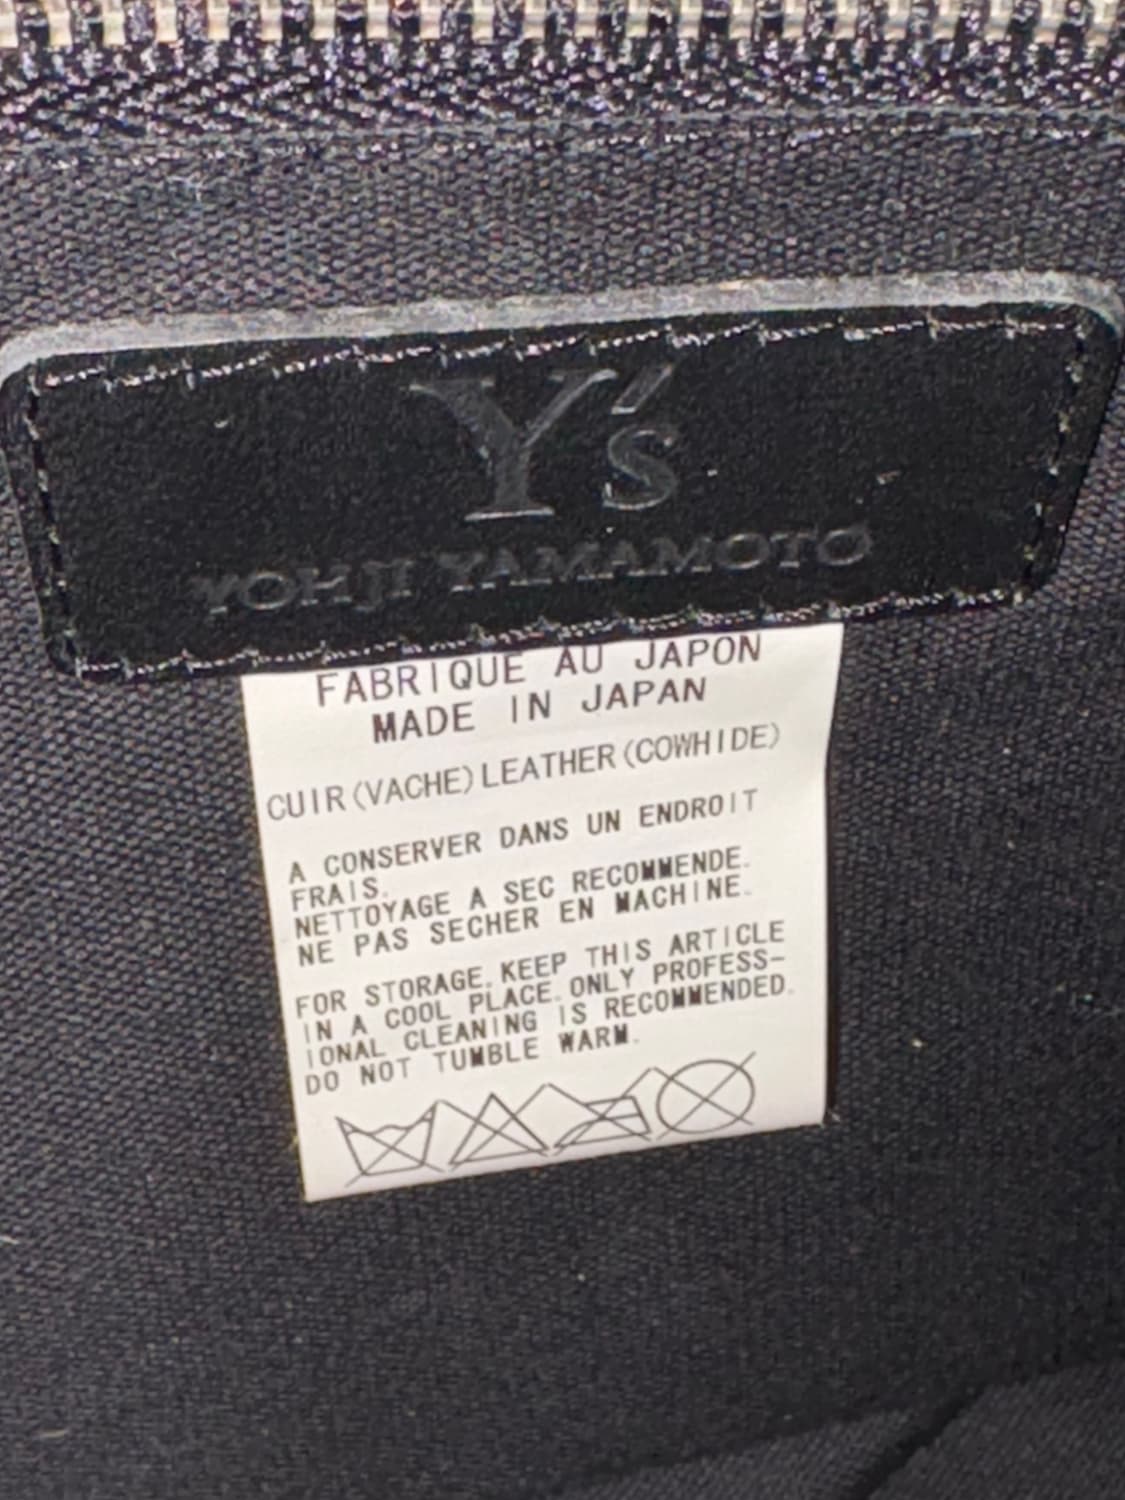 Y's
YOHJI YAMAMOTO
FABRIQUE AU JAPON
MADE IN JAPAN
CUIR(VACHE)LEATHER(COWHIDE)
A CONSERVER DANS UN ENDROIT
FRAIS.
NETTOYAGE A SEC RECOMMENDE.
NE PAS SECHER EN MACHINE.
FOR STORAGE,KEEP THIS ARTICLE
IN A COOL PLACE.ONLY PROFESS-
IONAL CLEANING IS RECOMMENDED.
DO NOT TUMBLE WARM.